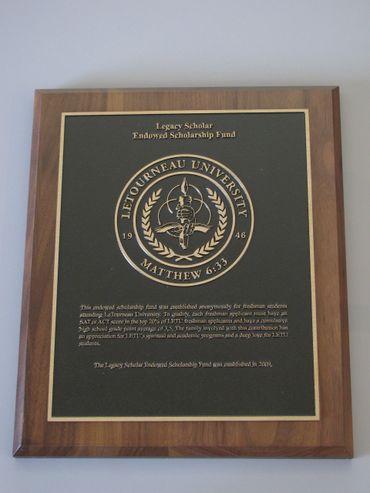 Legacy Scholar
Endowed Scholarship Fund
LETOURNEAU UNIVERSITY
19 46
MATTHEW 6:33
This endowed scholarship fund was established anonymously for freshman students
attending LeTourneau University. To qualify, each freshman applicant must have an
SAT or ACT score in the top 20% of LETU freshman applicants and have a cumulative
high school grade point average of 3.5. The family involved with this contribution has
an appreciation for LETU's spiritual and academic programs and a deep love for LETU
students.
The Legacy Scholar Endowed Scholarship Fund was established in 2009.